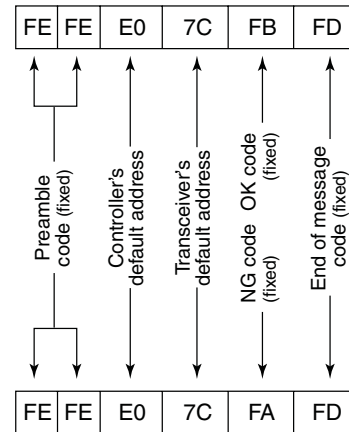 FE FE E0 7C FB FD
Preamble
code (fixed)
Controller's
default address
Transceiver's
default address
OK code
(fixed)
NG code
(fixed)
End of message
code (fixed)
FE FE E0 7C FA FD